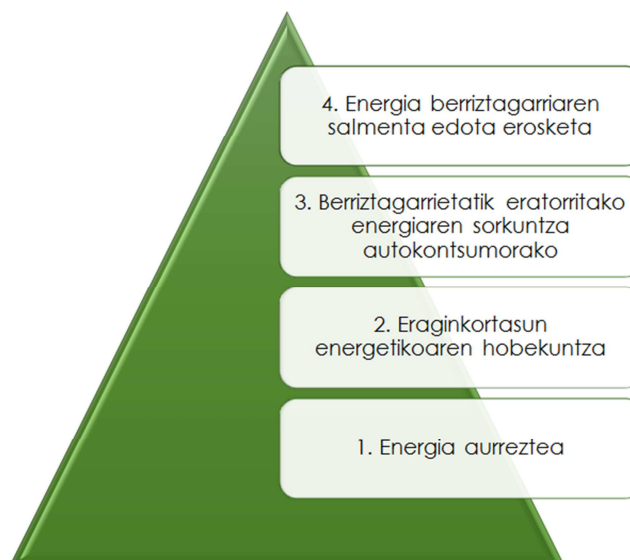 4. Energia berriztagarriaren
salmenta edota erosketa
3. Berriztagarrietatik eratorritako
energiaren sorkuntza
autokontsumorako
2. Eraginkortasun
energetikoaren hobekuntza
1. Energia aurreztea